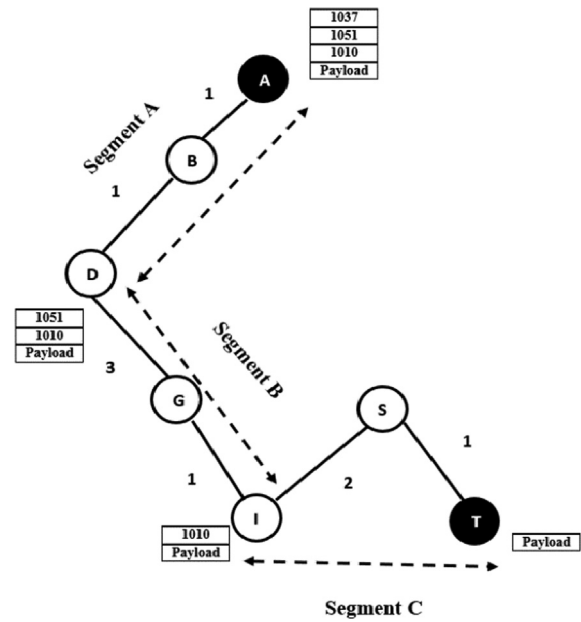 1037
1051
1010
Payload
A
1
Segment A
B
1
D
1051
1010
Payload
3
Segment B
G
S
1
1
2
I
T
1010
Payload
Payload
Segment C